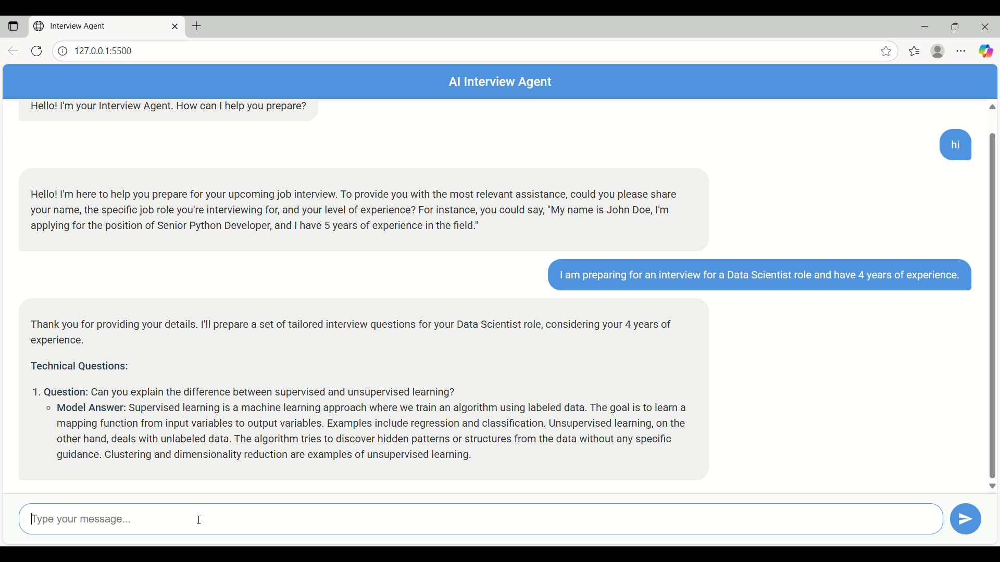 Interview Agent
127.0.0.1:5500
AI Interview Agent
Hello! I'm your Interview Agent. How can I help you prepare?
hi
Hello! I'm here to help you prepare for your upcoming job interview. To provide you with the most relevant assistance, could you please share
your name, the specific job role you're interviewing for, and your level of experience? For instance, you could say, "My name is John Doe, I'm
applying for the position of Senior Python Developer, and I have 5 years of experience in the field."
I am preparing for an interview for a Data Scientist role and have 4 years of experience.
Thank you for providing your details. I'll prepare a set of tailored interview questions for your Data Scientist role, considering your 4 years of
experience.
Technical Questions:
1. Question: Can you explain the difference between supervised and unsupervised learning?
Model Answer: Supervised learning is a machine learning approach where we train an algorithm using labeled data. The goal is to learn a
mapping function from input variables to output variables. Examples include regression and classification. Unsupervised learning, on the
other hand, deals with unlabeled data. The algorithm tries to discover hidden patterns or structures from the data without any specific
guidance. Clustering and dimensionality reduction are examples of unsupervised learning.
Type your message...